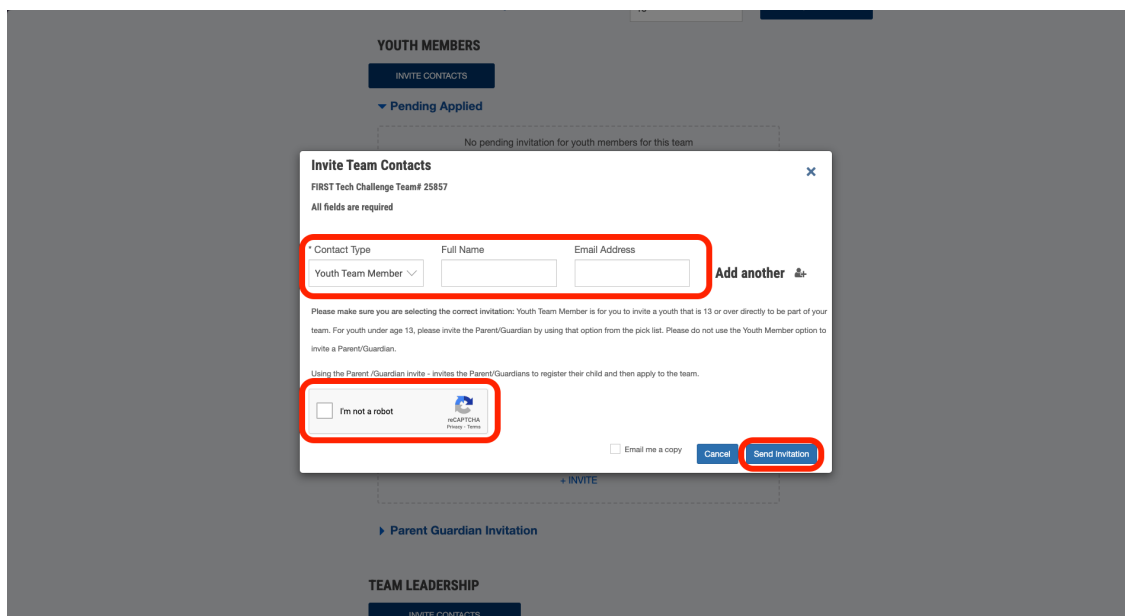 YOUTH MEMBERS
INVITE CONTACTS
Pending Applied
No pending invitation for youth members for this team
Invite Team Contacts
FIRST Tech Challenge Team# 25857
All fields are required
* Contact Type Full Name Email Address
Youth Team Member
Add another
Please make sure you are selecting the correct invitation: Youth Team Member is for you to invite a youth that is 13 or over directly to be part of your
team. For youth under age 13, please invite the Parent/Guardian by using that option from the pick list. Please do not use the Youth Member option to
invite a Parent/Guardian.
Using the Parent /Guardian invite - Invites the Parent/Guardians to register their child and then apply to the team.
I'm not a robot
reCAPTCHA
Privacy - Terms
Email me a copy Cancel Send Invitation
+ INVITE
Parent Guardian Invitation
TEAM LEADERSHIP
INVITE CONTACTS